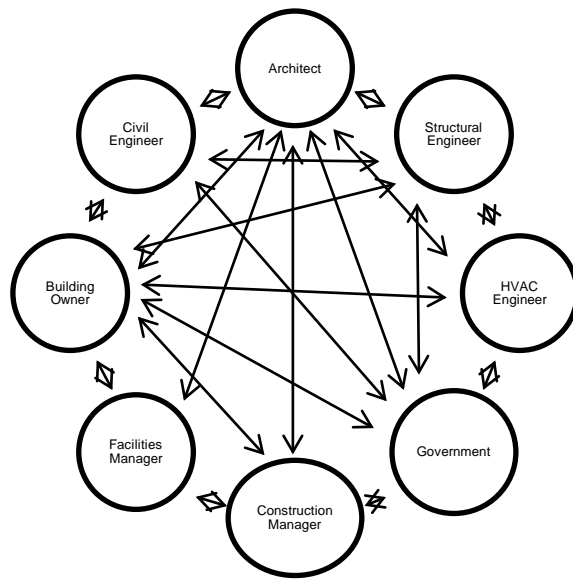 Architect
Civil
Engineer
Structural
Engineer
Building
Owner
HVAC
Engineer
Facilities
Manager
Government
Construction
Manager